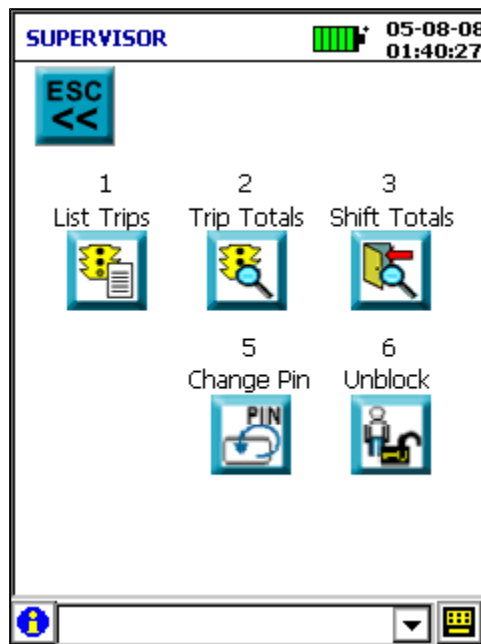 SUPERVISOR
05-08-08
01:40:27
ESC
<<
1 2 3
List Trips Trip Totals Shift Totals
5 6
Change Pin Unblock
PIN